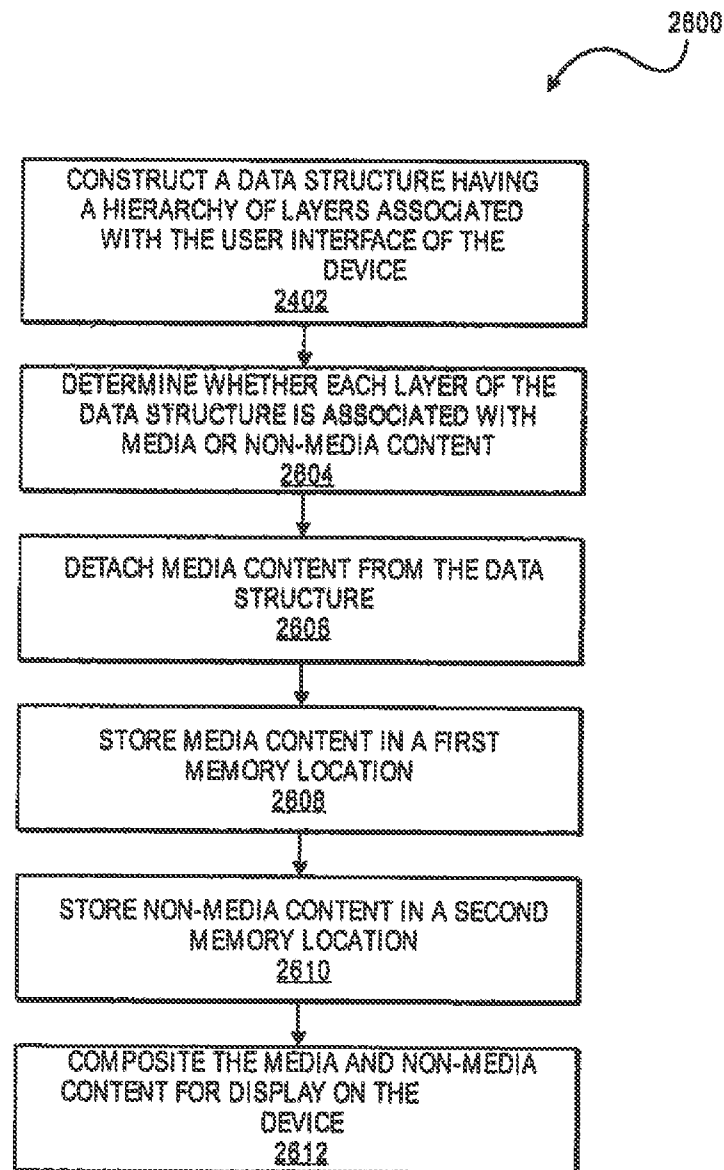 2600
CONSTRUCT A DATA STRUCTURE HAVING
A HIERARCHY OF LAYERS ASSOCIATED
WITH THE USER INTERFACE OF THE
DEVICE
2402
DETERMINE WHETHER EACH LAYER OF THE
DATA STRUCTURE IS ASSOCIATED WITH
MEDIA OR NON-MEDIA CONTENT
2604
DETACH MEDIA CONTENT FROM THE DATA
STRUCTURE
2606
STORE MEDIA CONTENT IN A FIRST
MEMORY LOCATION
2608
STORE NON-MEDIA CONTENT IN A SECOND
MEMORY LOCATION
2610
COMPOSITE THE MEDIA AND NON-MEDIA
CONTENT FOR DISPLAY ON THE
DEVICE
2612